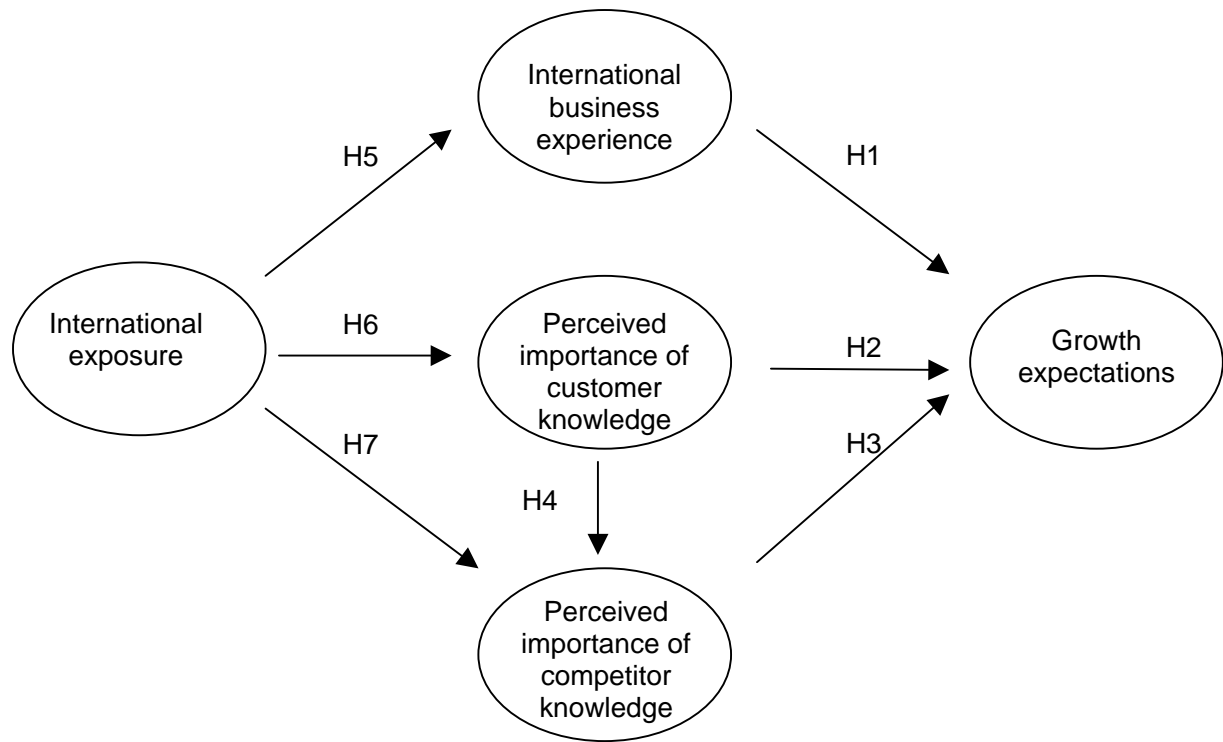 International
business
experience
H5
H1
International
exposure
H6
Perceived
importance of
customer
knowledge
H2
Growth
expectations
H7
H3
H4
Perceived
importance of
competitor
knowledge